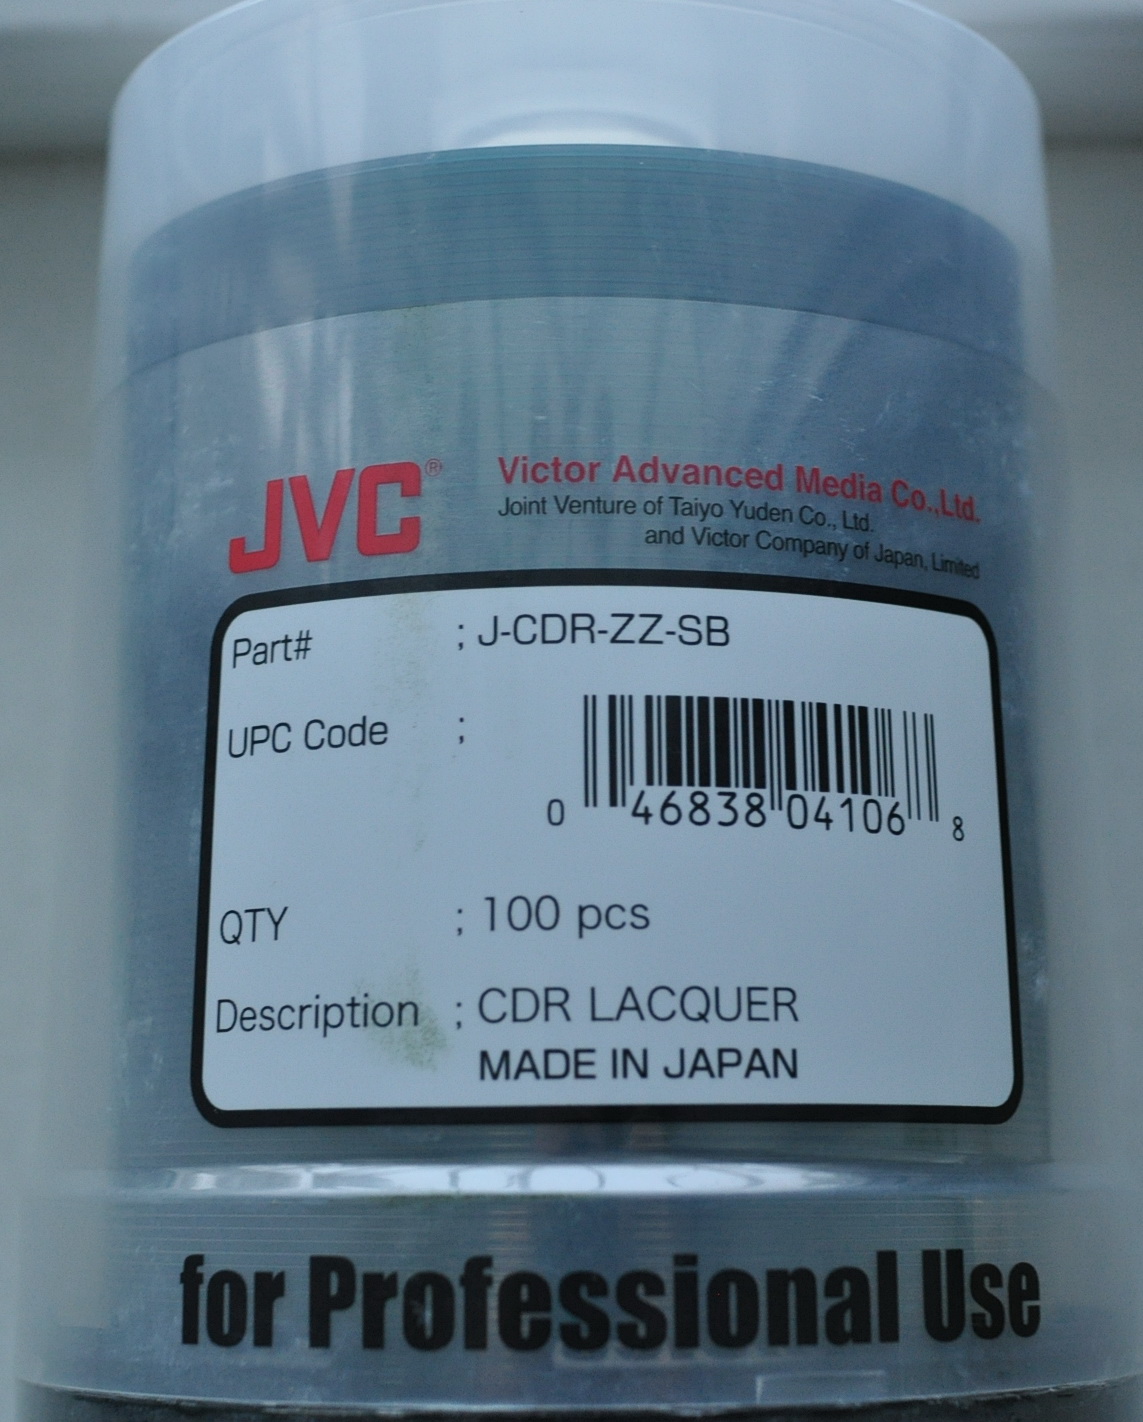 JVC®
Victor Advanced Media Co.,Ltd.
Joint Venture of Taiyo Yuden Co., Ltd.
and Victor Company of Japan, Limited
Part# ; J-CDR-ZZ-SB
UPC Code ;
0 46838 04106 8
QTY ; 100 pcs
Description ; CDR LACQUER
MADE IN JAPAN
for Professional Use